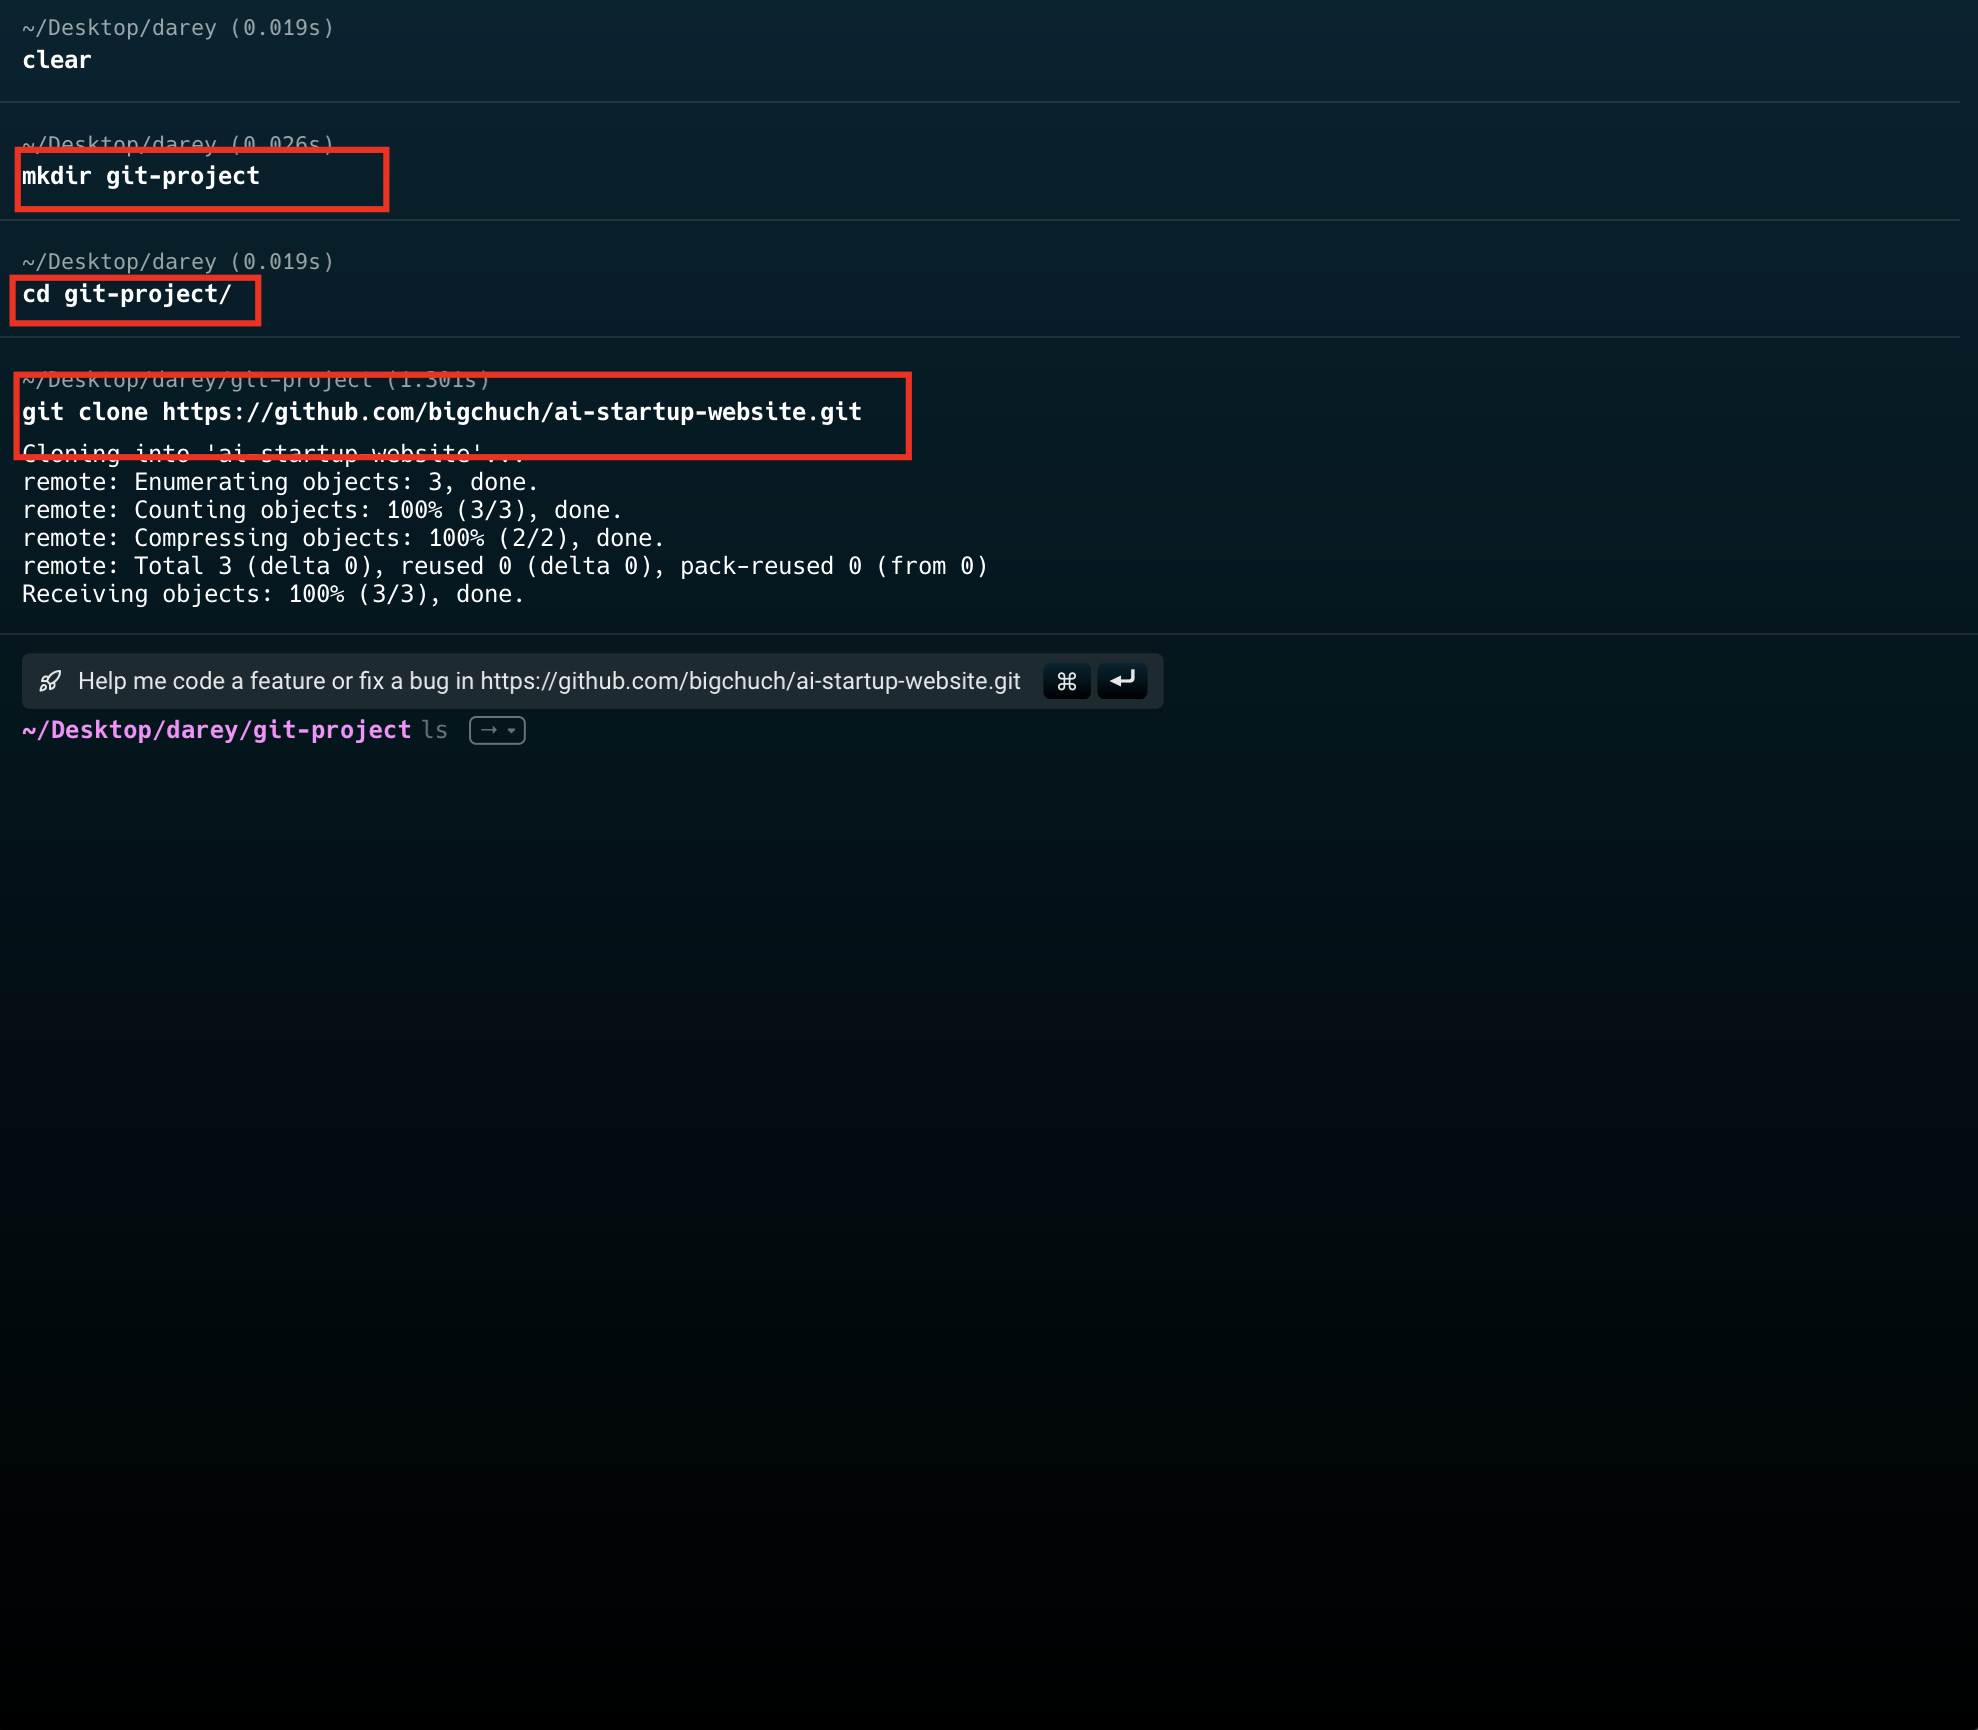 ~/Desktop/darey (0.019s)
clear
~/Desktop/darey (0.026s)
mkdir git-project
~/Desktop/darey (0.019s)
cd git-project/
~/Desktop/darey/git-project (1.301s)
git clone https://github.com/bigchuch/ai-startup-website.git
Cloning into 'ai-startup-website'...
remote: Enumerating objects: 3, done.
remote: Counting objects: 100% (3/3), done.
remote: Compressing objects: 100% (2/2), done.
remote: Total 3 (delta 0), reused 0 (delta 0), pack-reused 0 (from 0)
Receiving objects: 100% (3/3), done.
Help me code a feature or fix a bug in https://github.com/bigchuch/ai-startup-website.git ⌘
~/Desktop/darey/git-project ls